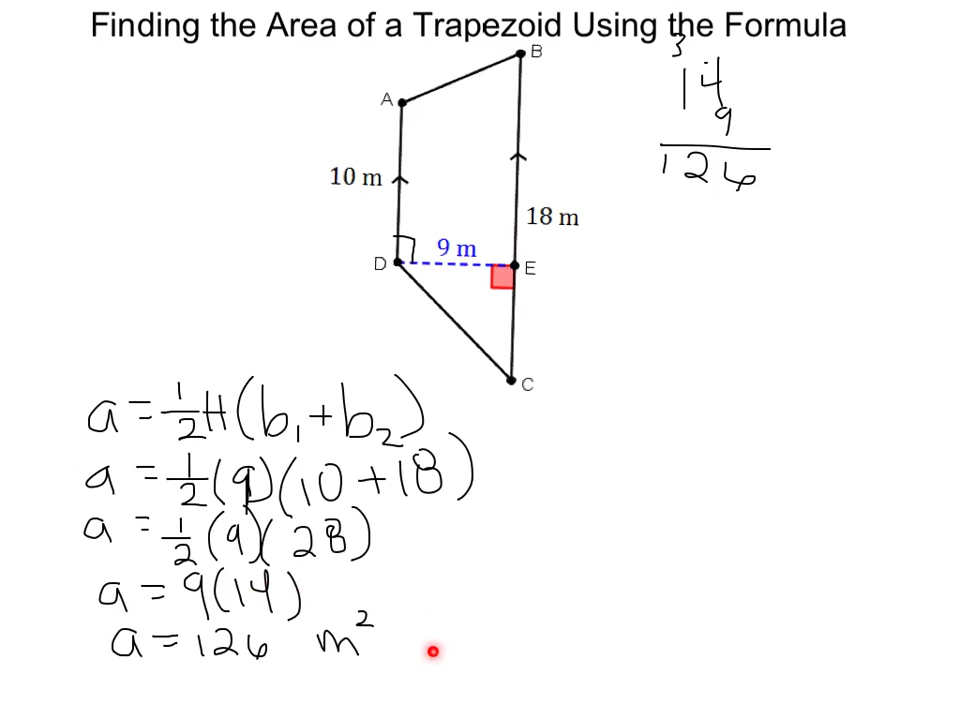 Finding the Area of a Trapezoid Using the Formula
B
A
10 m
18 m
9 m
D
E
C
3
14
9
126
a = 1/2 H(b₁ + b₂)
a = 1/2 (9)(10 + 18)
a = 1/2 (9)(28)
a = 9(14)
a = 126 m²